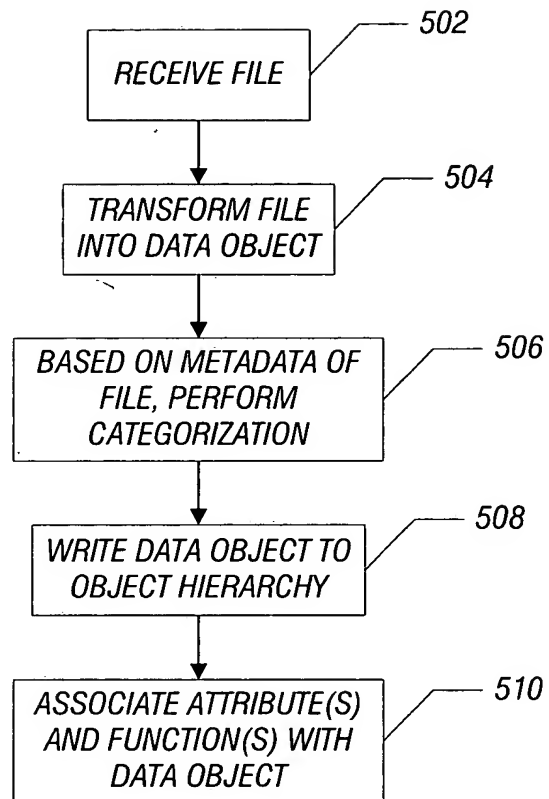 502
RECEIVE FILE
504
TRANSFORM FILE
INTO DATA OBJECT
506
BASED ON METADATA OF
FILE, PERFORM
CATEGORIZATION
508
WRITE DATA OBJECT TO
OBJECT HIERARCHY
510
ASSOCIATE ATTRIBUTE(S)
AND FUNCTION(S) WITH
DATA OBJECT